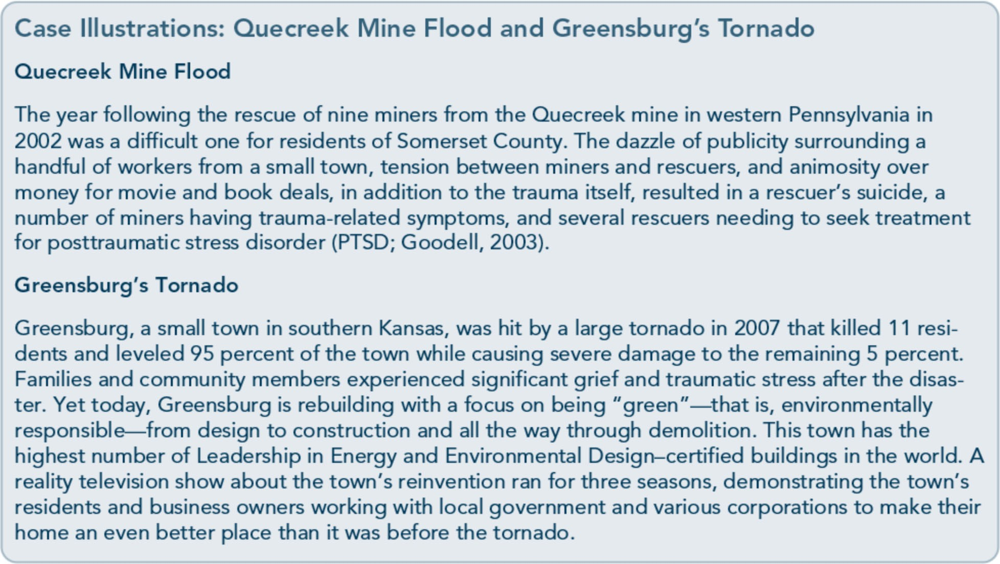 Case Illustrations: Quecreek Mine Flood and Greensburg’s Tornado
Quecreek Mine Flood
The year following the rescue of nine miners from the Quecreek mine in western Pennsylvania in
2002 was a difficult one for residents of Somerset County. The dazzle of publicity surrounding a
handful of workers from a small town, tension between miners and rescuers, and animosity over
money for movie and book deals, in addition to the trauma itself, resulted in a rescuer’s suicide, a
number of miners having trauma-related symptoms, and several rescuers needing to seek treatment
for posttraumatic stress disorder (PTSD; Goodell, 2003).
Greensburg’s Tornado
Greensburg, a small town in southern Kansas, was hit by a large tornado in 2007 that killed 11 resi-
dents and leveled 95 percent of the town while causing severe damage to the remaining 5 percent.
Families and community members experienced significant grief and traumatic stress after the disas-
ter. Yet today, Greensburg is rebuilding with a focus on being “green”—that is, environmentally
responsible—from design to construction and all the way through demolition. This town has the
highest number of Leadership in Energy and Environmental Design–certified buildings in the world. A
reality television show about the town’s reinvention ran for three seasons, demonstrating the town’s
residents and business owners working with local government and various corporations to make their
home an even better place than it was before the tornado.